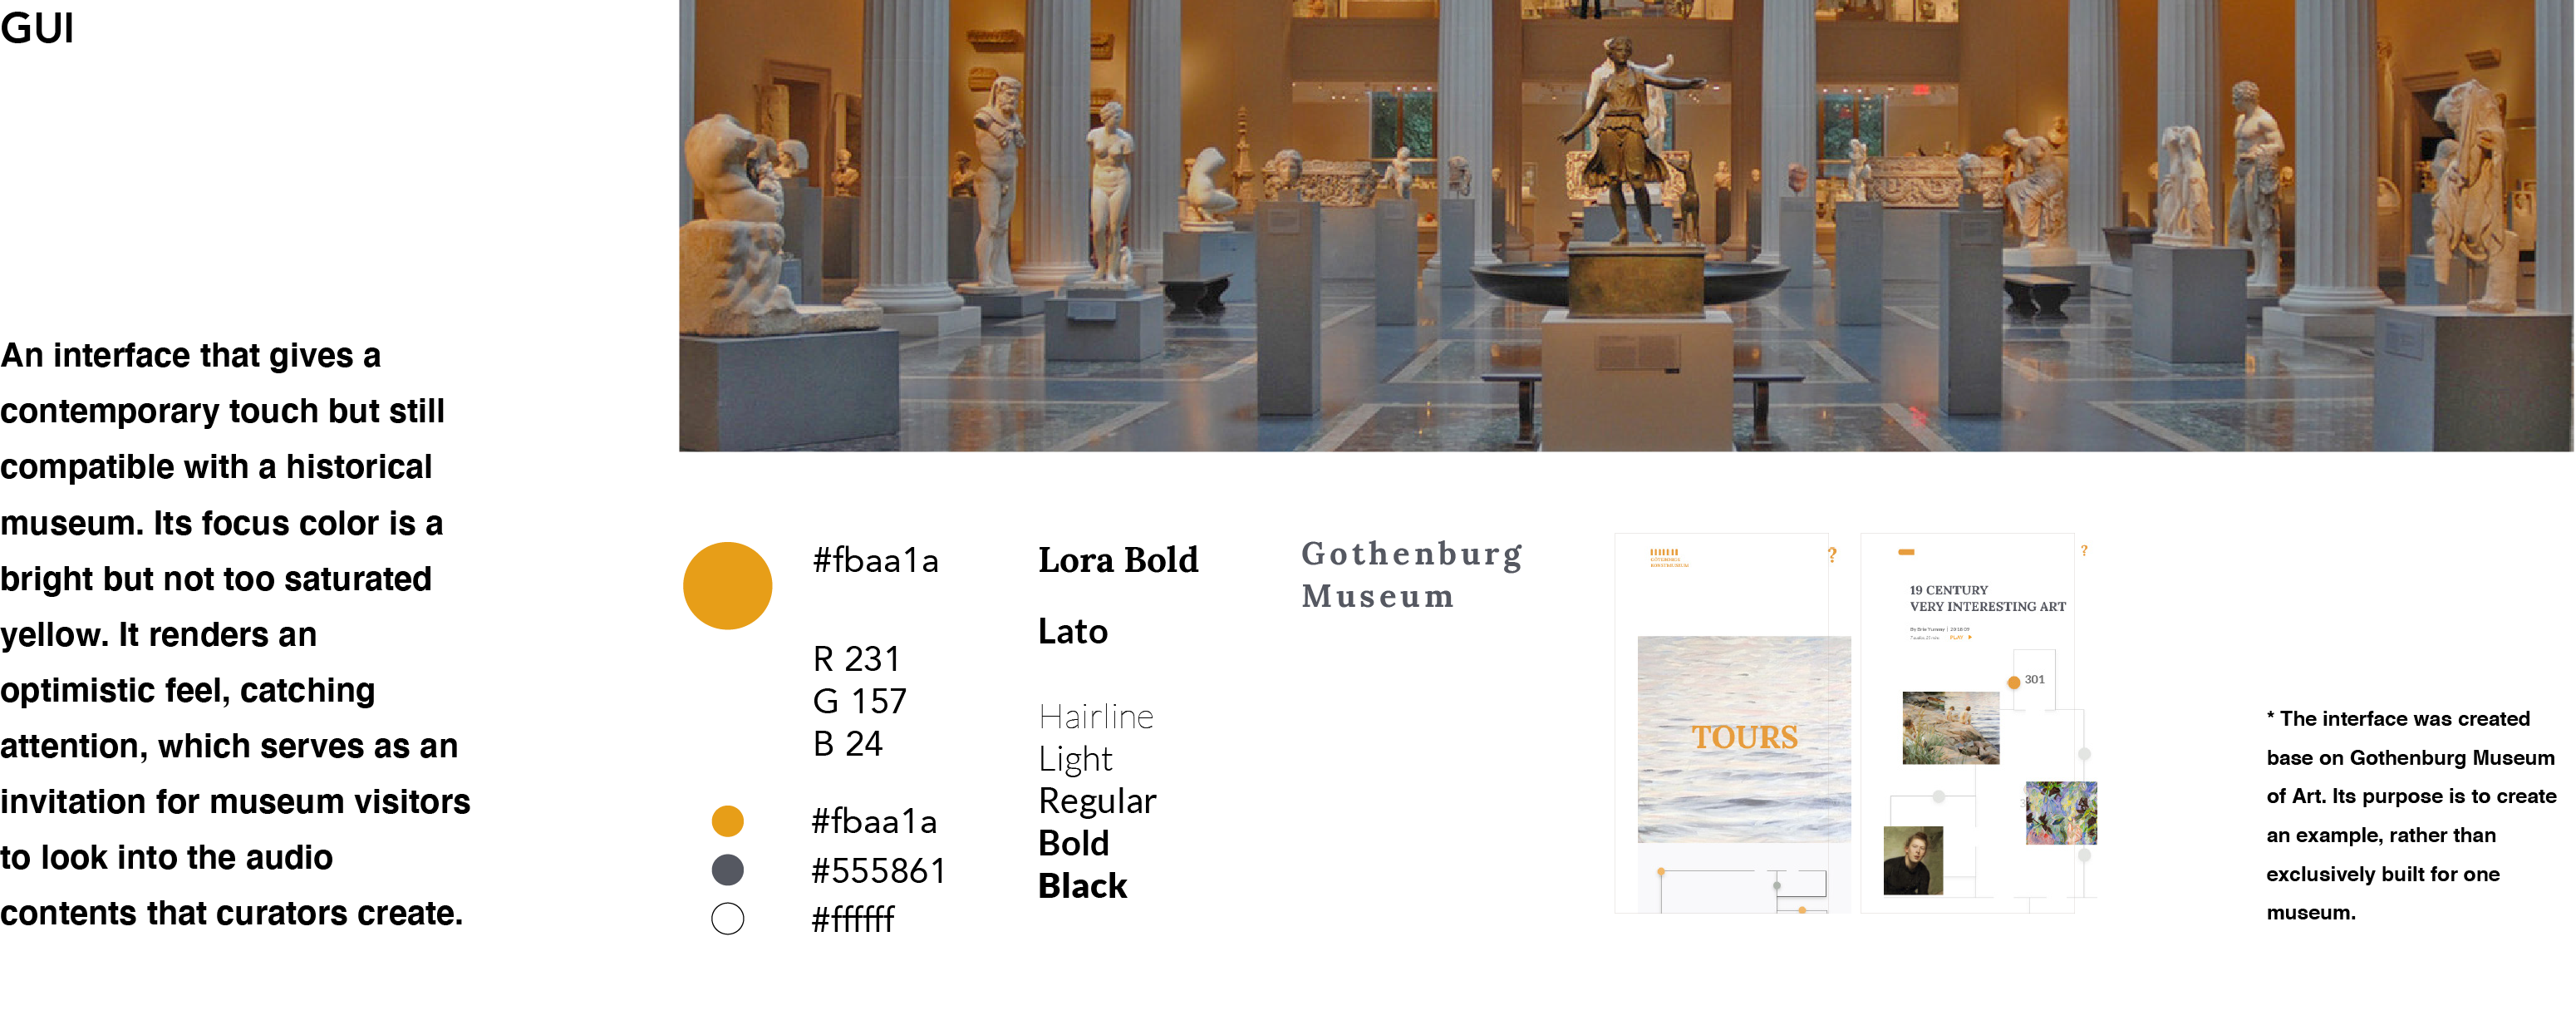 GUI
An interface that gives a
contemporary touch but still
compatible with a historical
museum. Its focus color is a
bright but not too saturated
yellow. It renders an
optimistic feel, catching
attention, which serves as an
invitation for museum visitors
to look into the audio
contents that curators create.
#fbaa1a
R 231
G 157
B 24
#fbaa1a
#555861
#ffffff
Lora Bold
Lato
Hairline
Light
Regular
Bold
Black
Gothenburg
Museum
?
TOURS
?
19 CENTURY
VERY INTERESTING ART
PLAY
301
* The interface was created
base on Gothenburg Museum
of Art. Its purpose is to create
an example, rather than
exclusively built for one
museum.